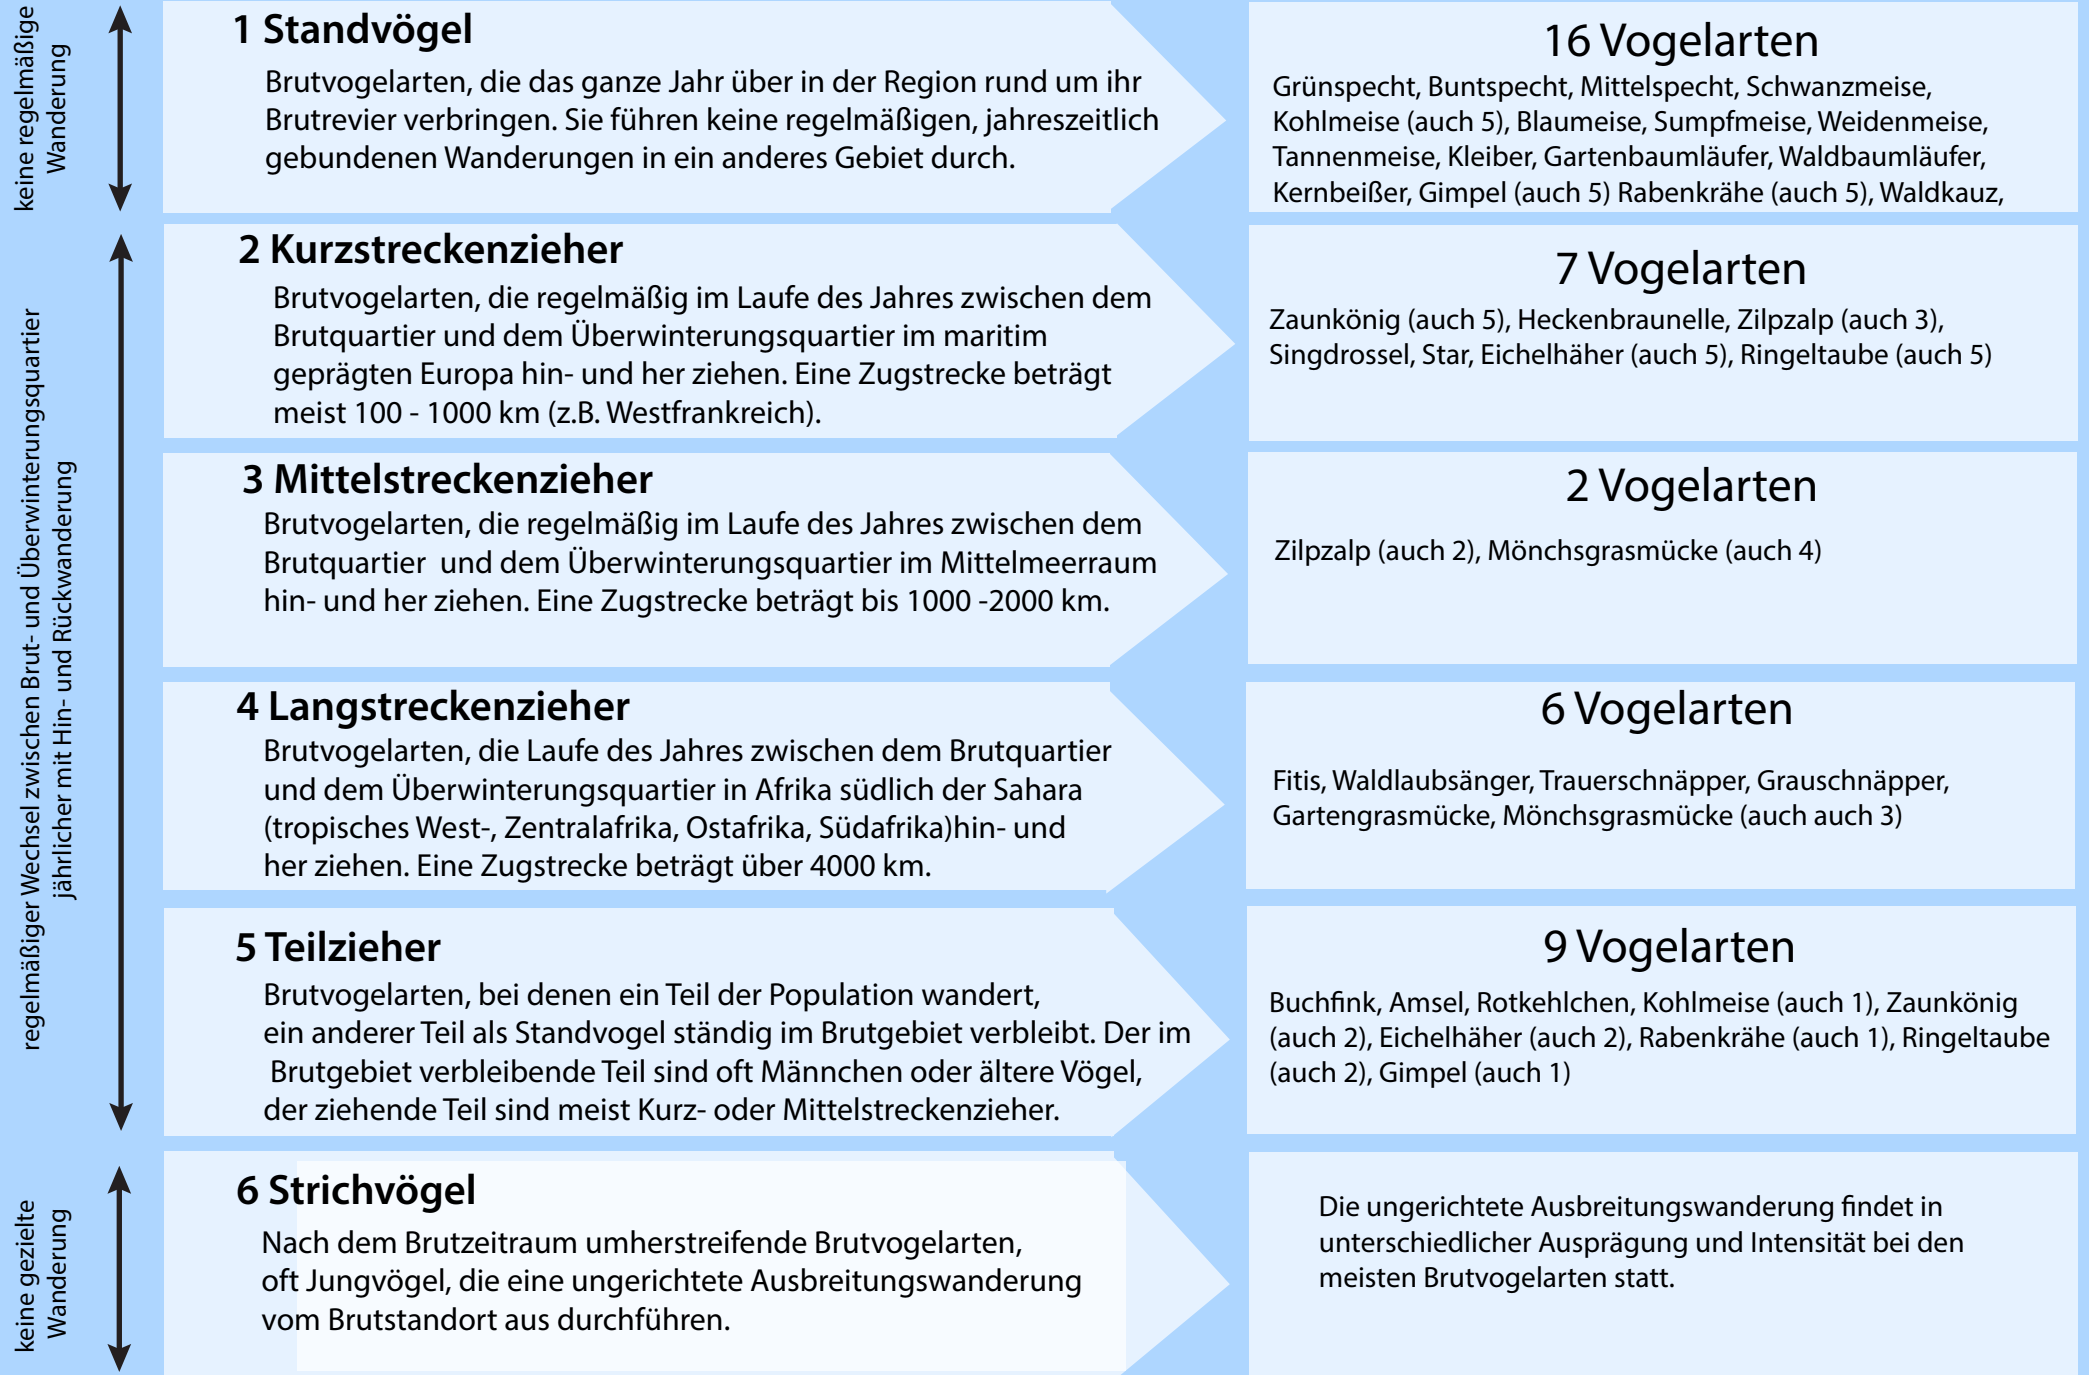 keine regelmäßige
Wanderung
1 Standvögel
Brutvogelarten, die das ganze Jahr über in der Region rund um ihr
Brutrevier verbringen. Sie führen keine regelmäßigen, jahreszeitlich
gebundenen Wanderungen in ein anderes Gebiet durch.
16 Vogelarten
Grünspecht, Buntspecht, Mittelspecht, Schwanzmeise,
Kohlmeise (auch 5), Blaumeise, Sumpfmeise, Weidenmeise,
Tannenmeise, Kleiber, Gartenbaumläufer, Waldbaumläufer,
Kernbeißer, Gimpel (auch 5) Rabenkrähe (auch 5), Waldkauz,
regelmäßiger Wechsel zwischen Brut- und Überwinterungsquartier
jährlicher mit Hin- und Rückwanderung
2 Kurzstreckenzieher
Brutvogelarten, die regelmäßig im Laufe des Jahres zwischen dem
Brutquartier und dem Überwinterungsquartier im maritim
geprägten Europa hin- und her ziehen. Eine Zugstrecke beträgt
meist 100 - 1000 km (z.B. Westfrankreich).
7 Vogelarten
Zaunkönig (auch 5), Heckenbraunelle, Zilpzalp (auch 3),
Singdrossel, Star, Eichelhäher (auch 5), Ringeltaube (auch 5)
3 Mittelstreckenzieher
Brutvogelarten, die regelmäßig im Laufe des Jahres zwischen dem
Brutquartier  und dem Überwinterungsquartier im Mittelmeerraum
hin- und her ziehen. Eine Zugstrecke beträgt bis 1000 -2000 km.
2 Vogelarten
Zilpzalp (auch 2), Mönchsgrasmücke (auch 4)
4 Langstreckenzieher
Brutvogelarten, die Laufe des Jahres zwischen dem Brutquartier
und dem Überwinterungsquartier in Afrika südlich der Sahara
(tropisches West-, Zentralafrika, Ostafrika, Südafrika)hin- und
her ziehen. Eine Zugstrecke beträgt über 4000 km.
6 Vogelarten
Fitis, Waldlaubsänger, Trauerschnäpper, Grauschnäpper,
Gartengrasmücke, Mönchsgrasmücke (auch auch 3)
5 Teilzieher
Brutvogelarten, bei denen ein Teil der Population wandert,
ein anderer Teil als Standvogel ständig im Brutgebiet verbleibt. Der im
Brutgebiet verbleibende Teil sind oft Männchen oder ältere Vögel,
der ziehende Teil sind meist Kurz- oder Mittelstreckenzieher.
9 Vogelarten
Buchfink, Amsel, Rotkehlchen, Kohlmeise (auch 1), Zaunkönig
(auch 2), Eichelhäher (auch 2), Rabenkrähe (auch 1), Ringeltaube
(auch 2), Gimpel (auch 1)
keine gezielte
Wanderung
6 Strichvögel
Nach dem Brutzeitraum umherstreifende Brutvogelarten,
oft Jungvögel, die eine ungerichtete Ausbreitungswanderung
vom Brutstandort aus durchführen.
Die ungerichtete Ausbreitungswanderung findet in
unterschiedlicher Ausprägung und Intensität bei den
meisten Brutvogelarten statt.